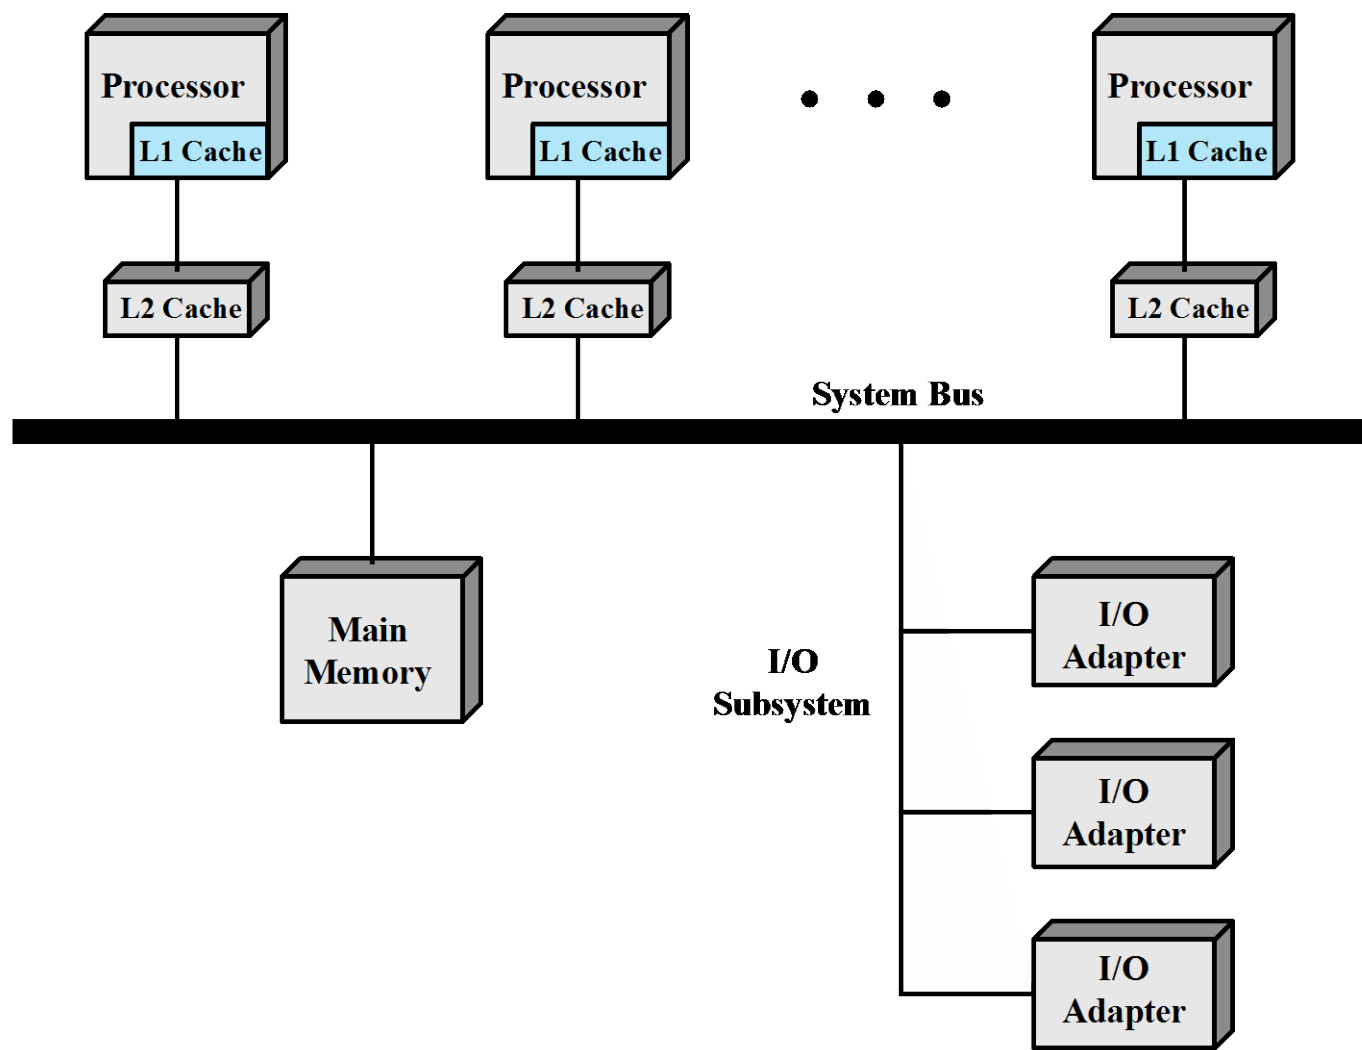 Processor
L1 Cache
Processor
L1 Cache
Processor
L1 Cache
L2 Cache
L2 Cache
L2 Cache
System Bus
Main
Memory
I/O
Subsystem
I/O
Adapter
I/O
Adapter
I/O
Adapter